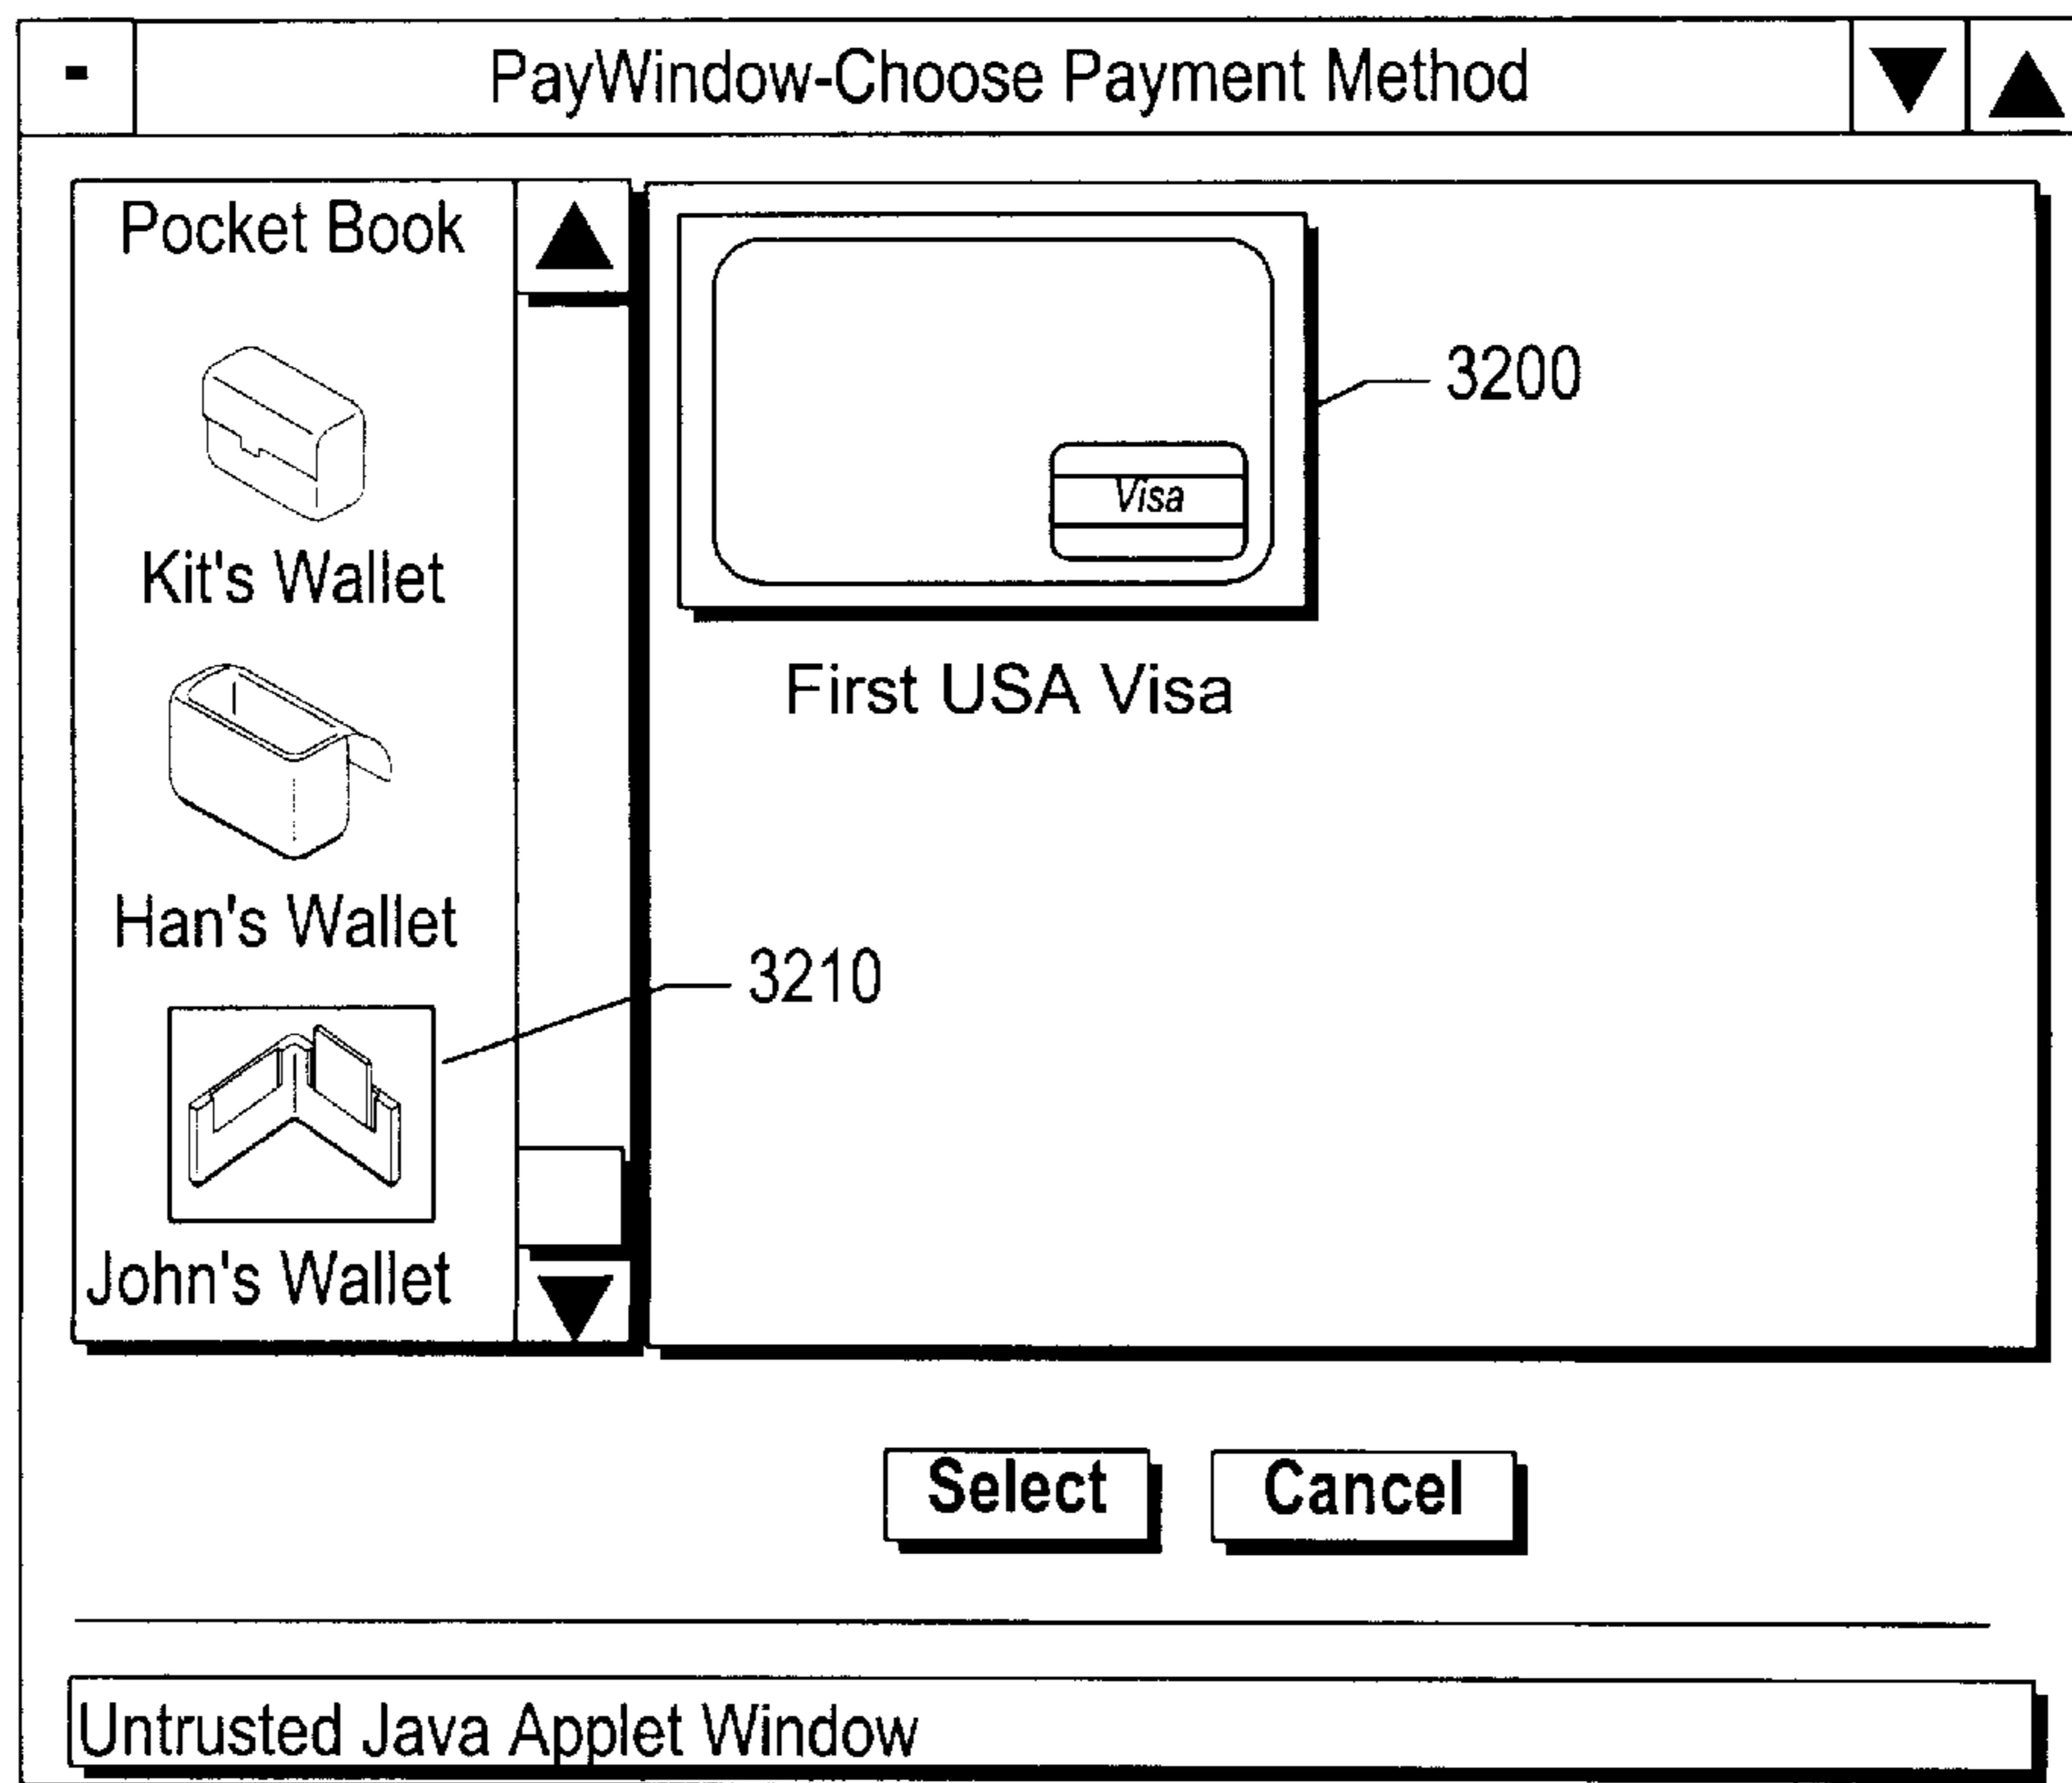 PayWindow-Choose Payment Method
Pocket Book
Kit's Wallet
Han's Wallet
3210
John's Wallet
Visa
3200
First USA Visa
Select
Cancel
Untrusted Java Applet Window